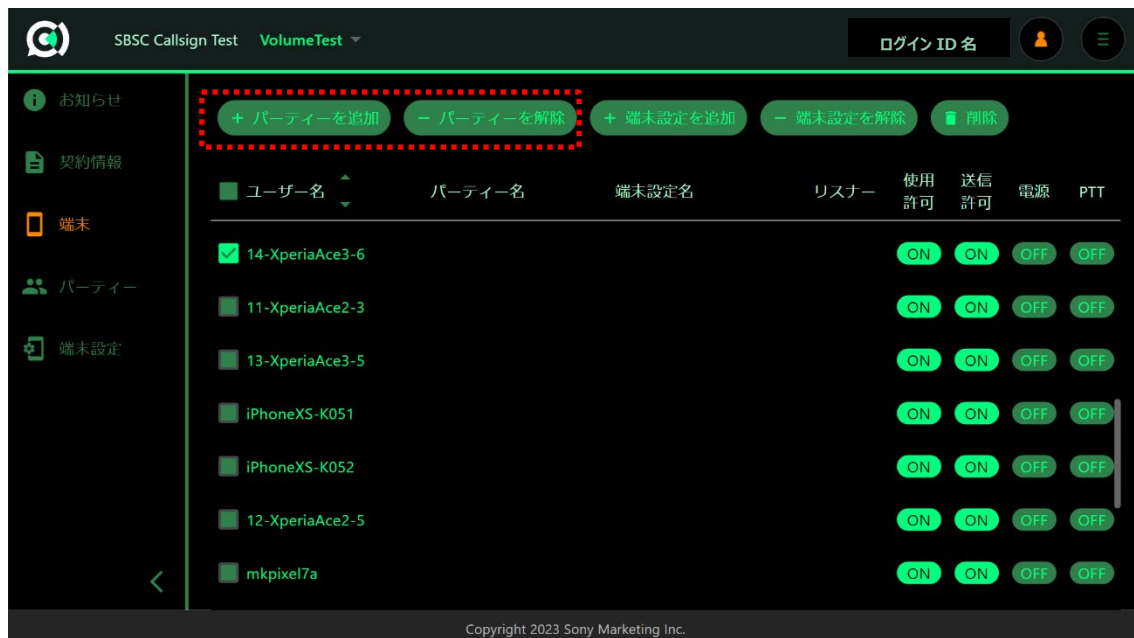 SBSC Callsign Test VolumeTest ログイン ID 名
お知らせ
契約情報
端末
パーティー
端末設定
+ パーティーを追加 - パーティーを解除 + 端末設定を追加 - 端末設定を解除 削除
ユーザー名 パーティー名 端末設定名 リスナー 使用許可 送信許可 電源 PTT
14-XperiaAce3-6 ON ON OFF OFF
11-XperiaAce2-3 ON ON OFF OFF
13-XperiaAce3-5 ON ON OFF OFF
iPhoneXS-K051 ON ON OFF OFF
iPhoneXS-K052 ON ON OFF OFF
12-XperiaAce2-5 ON ON OFF OFF
mkpixel7a ON ON OFF OFF
Copyright 2023 Sony Marketing Inc.